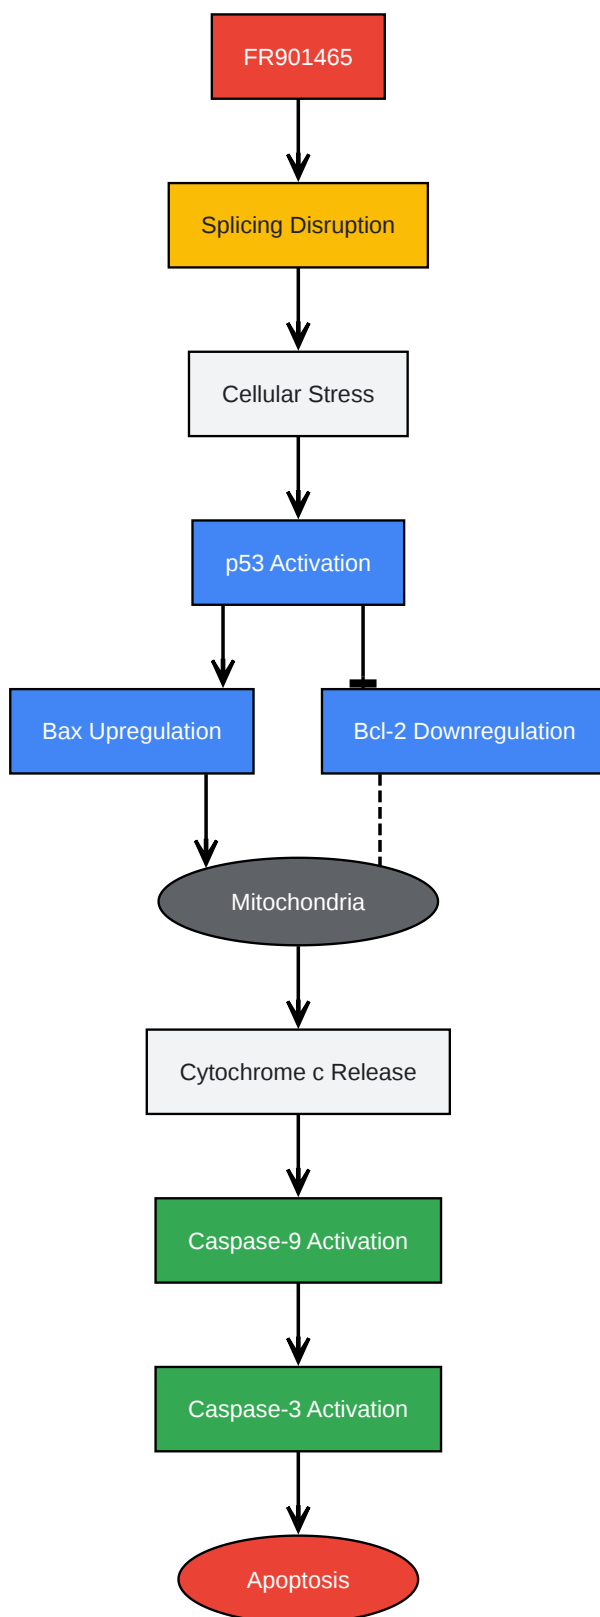 FR901465
Splicing Disruption
Cellular Stress
p53 Activation
Bax Upregulation
Bcl-2 Downregulation
Mitochondria
Cytochrome c Release
Caspase-9 Activation
Caspase-3 Activation
Apoptosis